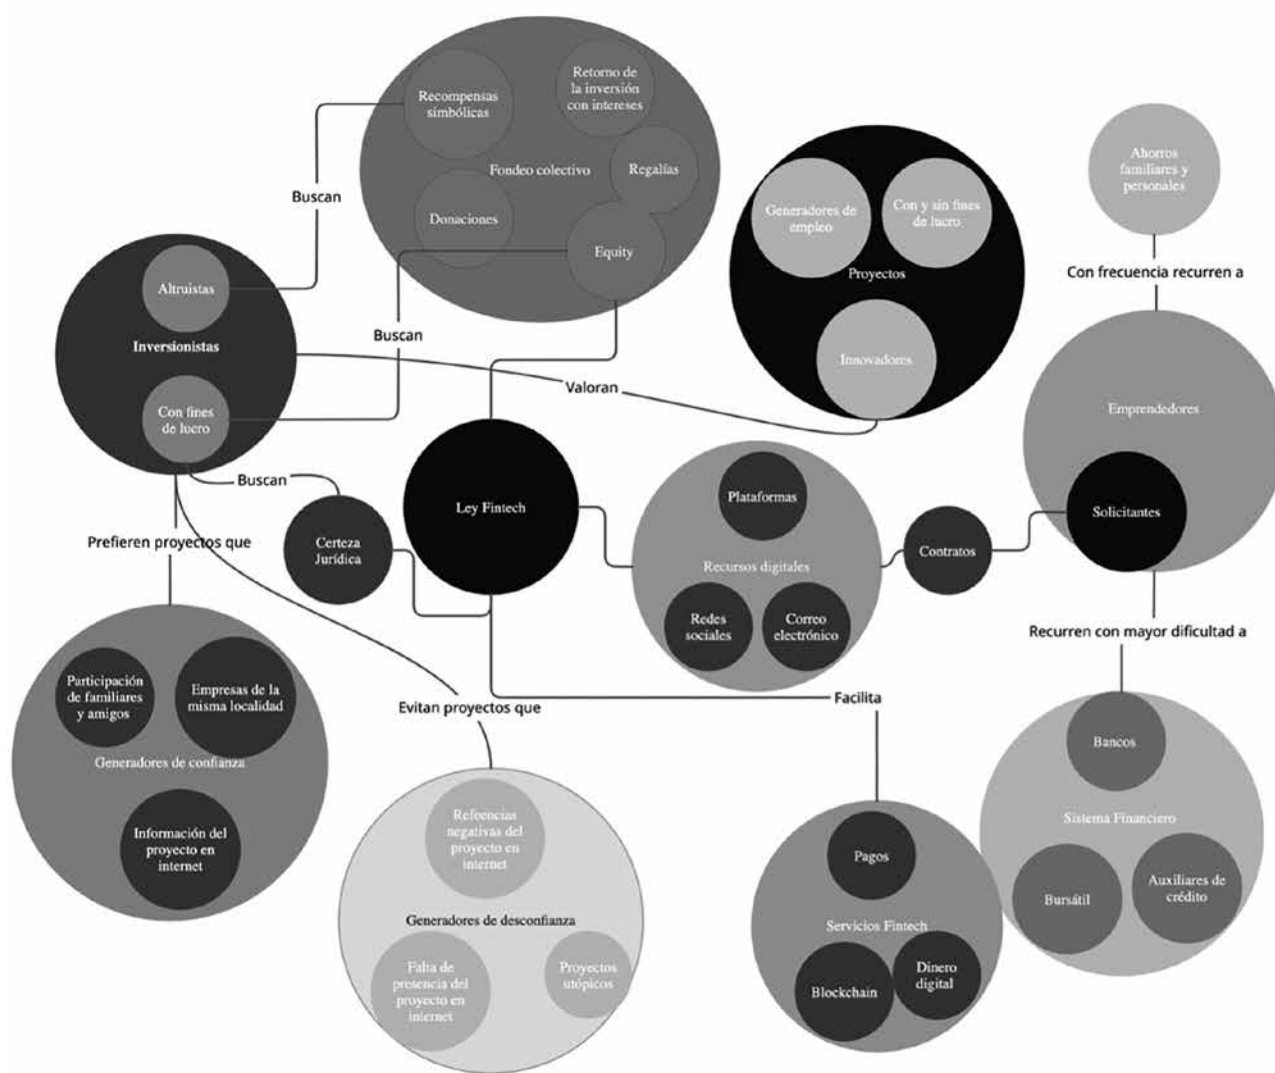 Recompensas
simbólicas
Retorno de
la inversión
con intereses
Fondeo colectivo
Regalías
Donaciones
Equity
Buscan
Buscan
Altruistas
Inversionistas
Con fines
de lucro
Valoran
Generadores de
empleo
Con y sin fines
de lucro
Proyectos
Innovadores
Ahorros
familiares y
personales
Con frecuencia recurren a
Emprendedores
Solicitantes
Buscan
Certeza
Jurídica
Ley Fintech
Plataformas
Recursos digitales
Redes
sociales
Correo
electrónico
Contratos
Prefieren proyectos que
Participación
de familiares
y amigos
Empresas de la
misma localidad
Generadores de confianza
Información del
proyecto en
internet
Evitan proyectos que
Refeencias
negativas del
proyecto en
internet
Generadores de desconfianza
Falta de
presencia del
proyecto en
internet
Proyectos
utópicos
Facilita
Pagos
Servicios Fintech
Blockchain
Dinero
digital
Recurren con mayor dificultad a
Bancos
Sistema Financiero
Bursátil
Auxiliares de
crédito